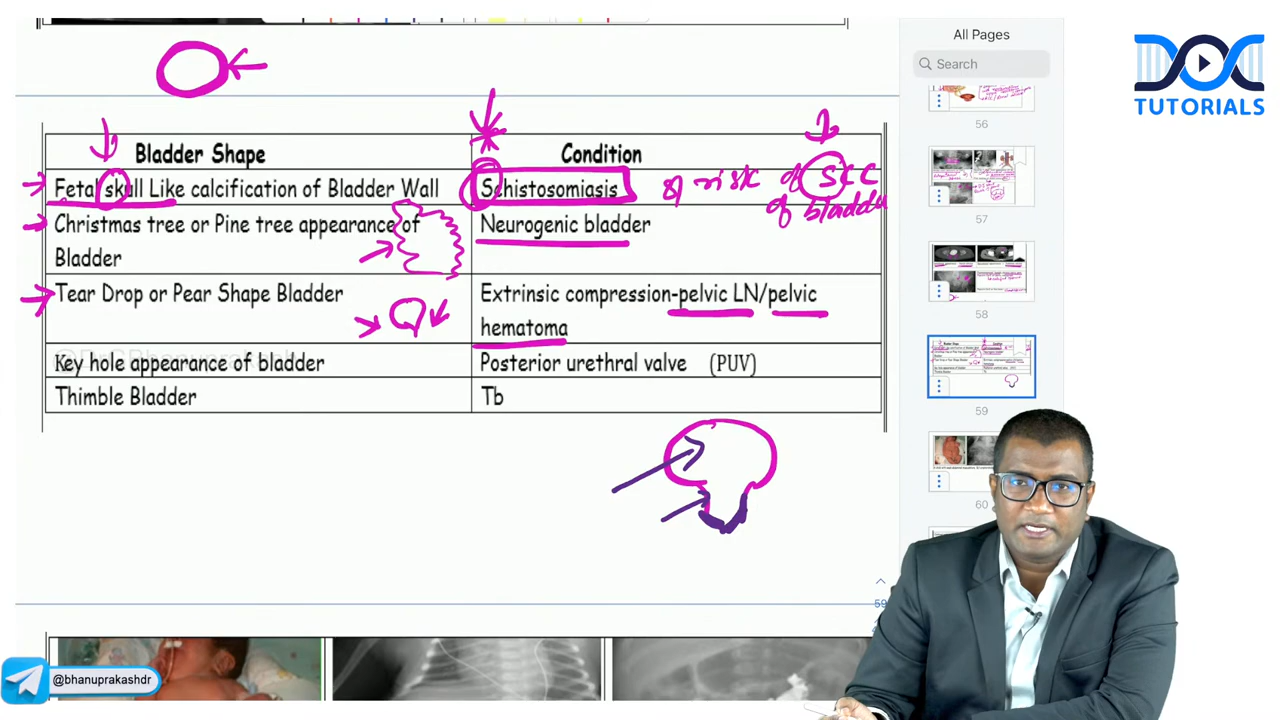 All Pages
Search
DOC
TUTORIALS
56
57
58
59
60
Bladder Shape
Condition
Fetal skull Like calcification of Bladder Wall
Schistosomiasis
risk of SCC
of bladder
Christmas tree or Pine tree appearance of
Bladder
Neurogenic bladder
Tear Drop or Pear Shape Bladder
Extrinsic compression-pelvic LN/pelvic
hematoma
Key hole appearance of bladder
Posterior urethral valve (PUV)
Thimble Bladder
Tb
59
@bhanuprakashdr